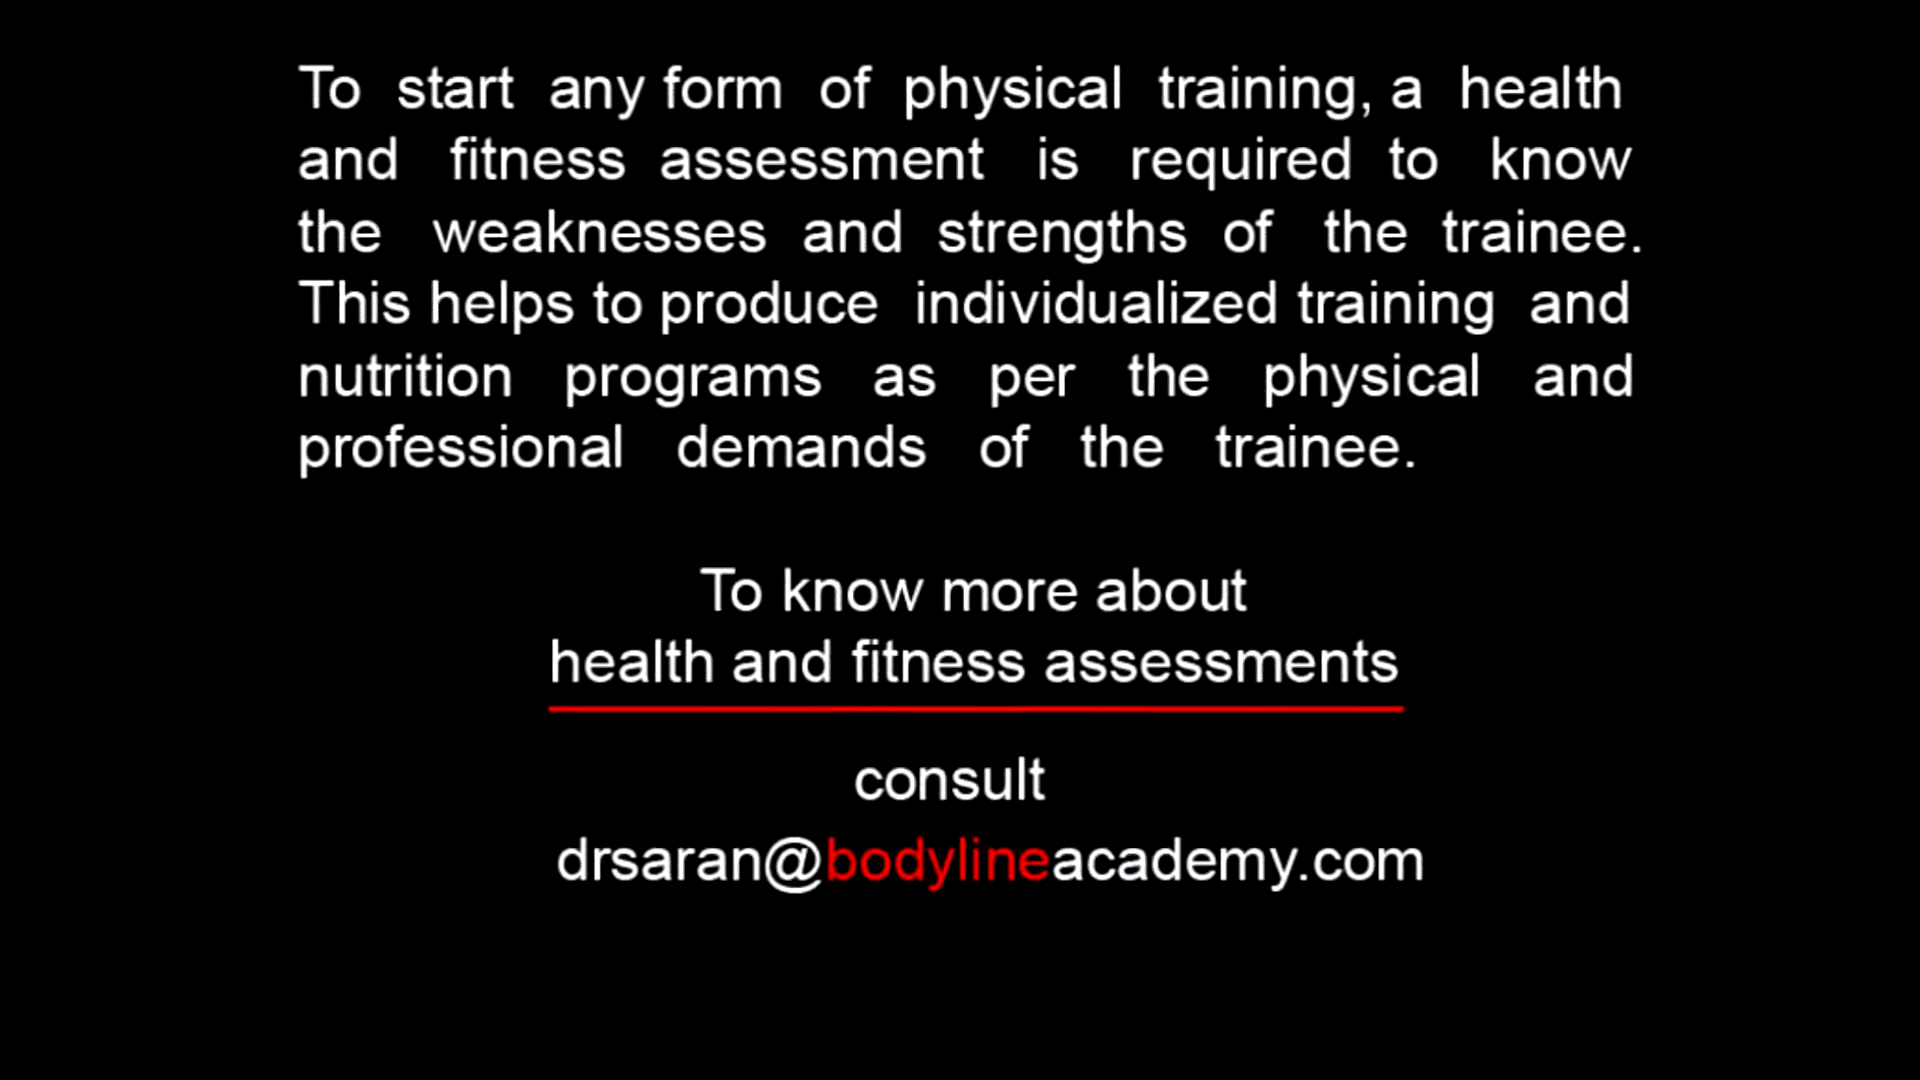 To start any form of physical training, a health
and fitness assessment is required to know
the weaknesses and strengths of the trainee.
This helps to produce individualized training and
nutrition programs as per the physical and
professional demands of the trainee.
To know more about
health and fitness assessments
consult
drsaran@bodylineacademy.com